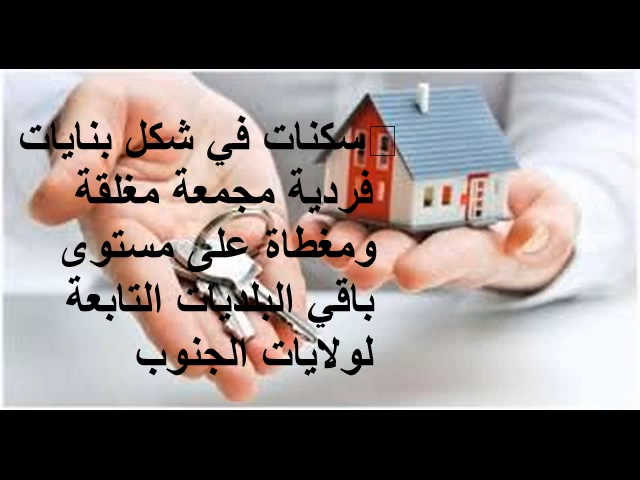 سكنات في شكل بنايات
فردية مجمعة مغلقة
ومغطاة على مستوى
باقي البلديات التابعة
لولايات الجنوب